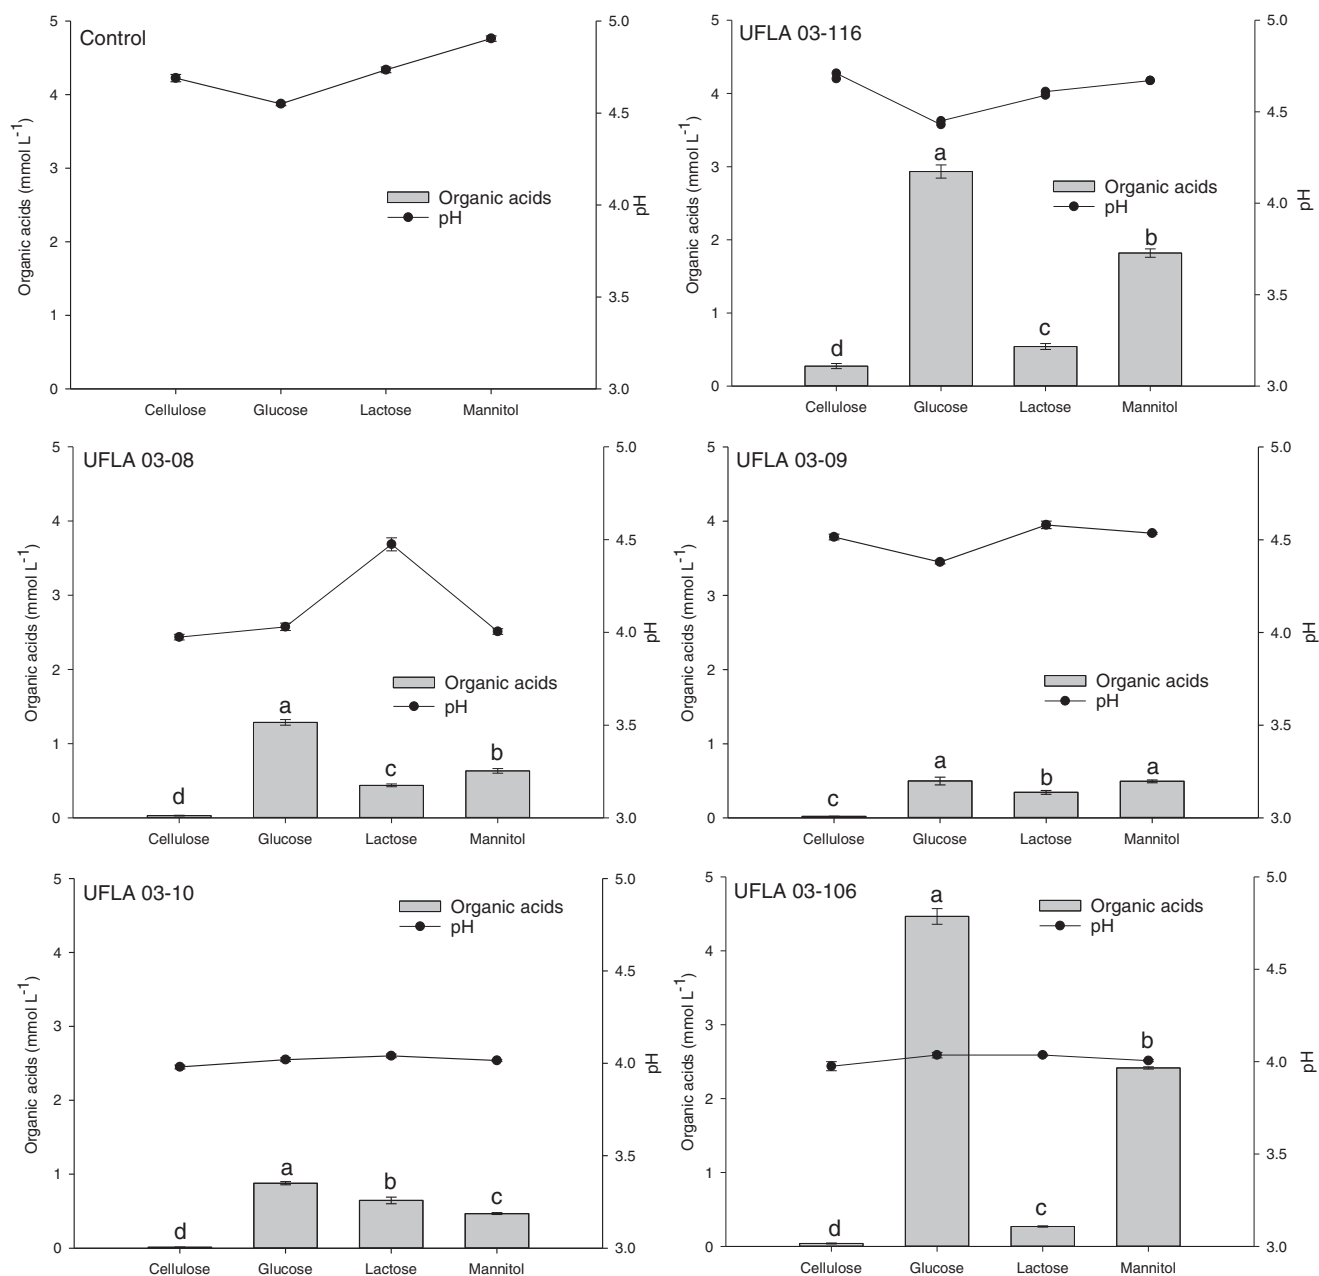 Control
Organic acids (mmol L⁻¹)
5
4
3
2
1
0
5.0
4.5
4.0
3.5
3.0
pH
Organic acids
pH
Cellulose Glucose Lactose Mannitol
UFLA 03-116
Organic acids (mmol L⁻¹)
5
4
3
2
1
0
5.0
4.5
4.0
3.5
3.0
pH
Organic acids
pH
d a c b
Cellulose Glucose Lactose Mannitol
UFLA 03-08
Organic acids (mmol L⁻¹)
5
4
3
2
1
0
5.0
4.5
4.0
3.5
3.0
pH
Organic acids
pH
d a c b
Cellulose Glucose Lactose Mannitol
UFLA 03-09
Organic acids (mmol L⁻¹)
5
4
3
2
1
0
5.0
4.5
4.0
3.5
3.0
pH
Organic acids
pH
c a b a
Cellulose Glucose Lactose Mannitol
UFLA 03-10
Organic acids (mmol L⁻¹)
5
4
3
2
1
0
5.0
4.5
4.0
3.5
3.0
pH
Organic acids
pH
d a b c
Cellulose Glucose Lactose Mannitol
UFLA 03-106
Organic acids (mmol L⁻¹)
5
4
3
2
1
0
5.0
4.5
4.0
3.5
3.0
pH
Organic acids
pH
d a c b
Cellulose Glucose Lactose Mannitol